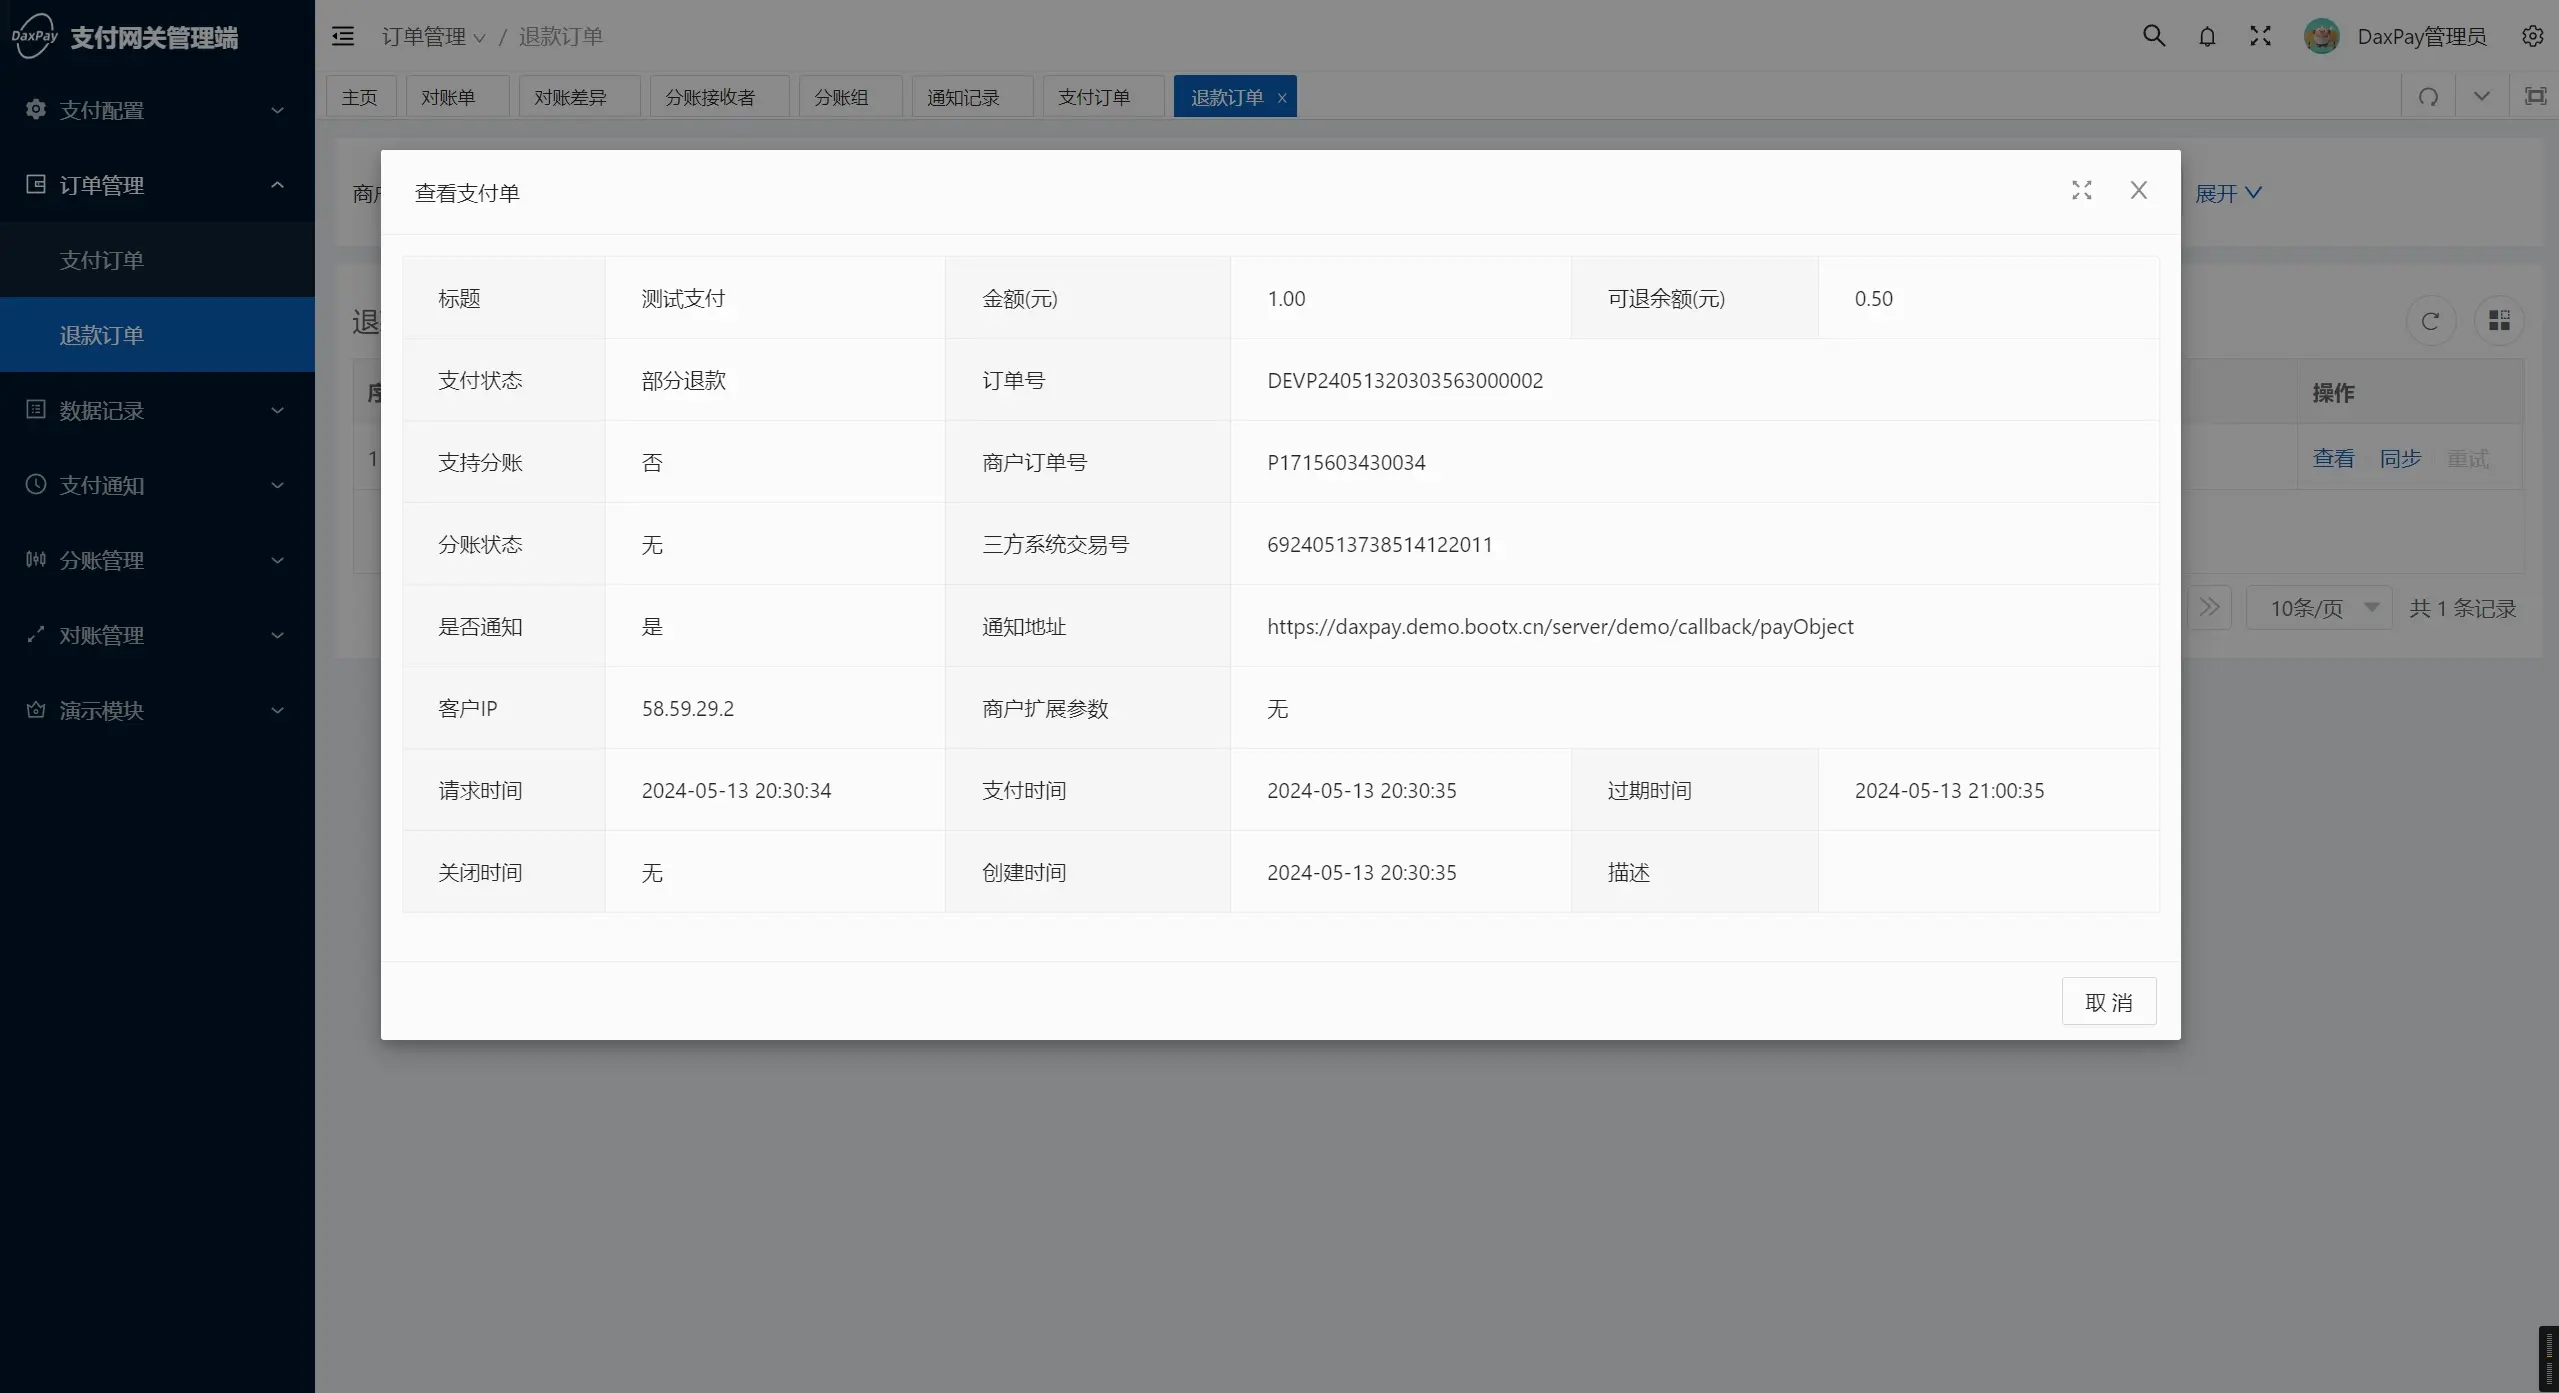 DaxPay 支付网关管理端
订单管理 / 退款订单
DaxPay管理员
主页 对账单 对账差异 分账接收者 分账组 通知记录 支付订单 退款订单
支付配置
订单管理
支付订单
退款订单
数据记录
支付通知
分账管理
对账管理
演示模块
展开
查看支付单
标题 测试支付 金额(元) 1.00 可退余额(元) 0.50
支付状态 部分退款 订单号 DEVP24051320303563000002
支持分账 否 商户订单号 P1715603430034
分账状态 无 三方系统交易号 69240513738514122011
是否通知 是 通知地址 https://daxpay.demo.bootx.cn/server/demo/callback/payObject
客户IP 58.59.29.2 商户扩展参数 无
请求时间 2024-05-13 20:30:34 支付时间 2024-05-13 20:30:35 过期时间 2024-05-13 21:00:35
关闭时间 无 创建时间 2024-05-13 20:30:35 描述
取 消
商
退
操作
1 查看 同步 重试
10条/页 共 1 条记录